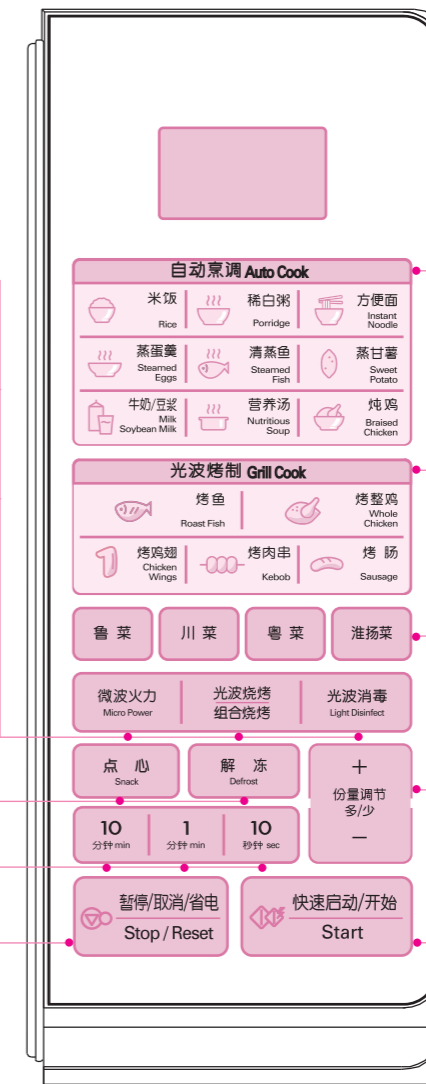 自动烹调 Auto Cook
米饭
Rice
稀白粥
Porridge
方便面
Instant
Noodle
蒸蛋羹
Steamed
Eggs
清蒸鱼
Steamed
Fish
蒸甘薯
Sweet
Potato
牛奶/豆浆
Milk
Soybean Milk
营养汤
Nutritious
Soup
炖鸡
Braised
Chicken
光波烤制 Grill Cook
烤鱼
Roast Fish
烤整鸡
Whole
Chicken
烤鸡翅
Chicken
Wings
烤肉串
Kebob
烤肠
Sausage
鲁菜
川菜
粤菜
淮扬菜
微波火力
Micro Power
光波烧烤
组合烧烤
光波消毒
Light Disinfect
点心
Snack
解冻
Defrost
+
份量调节
多/少
—
10
分钟 min
1
分钟 min
10
秒钟 sec
暂停/取消/省电
Stop / Reset
快速启动/开始
Start